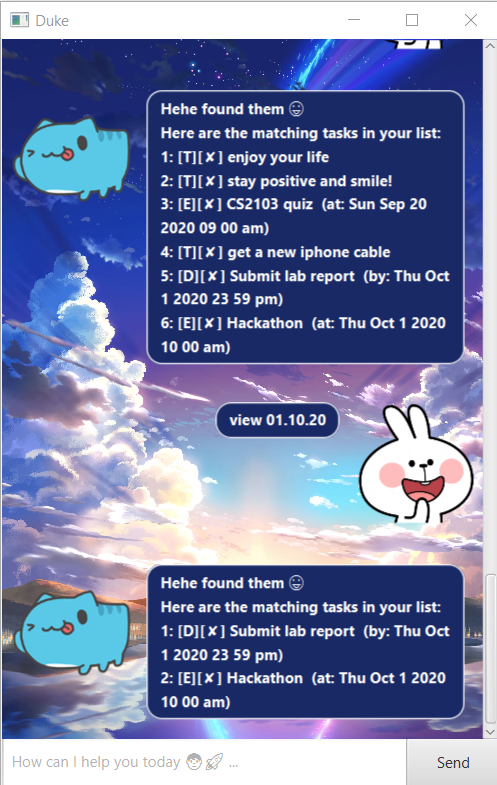 Duke
Hehe found them 😃
Here are the matching tasks in your list:
1: [T][✘] enjoy your life
2: [T][✘] stay positive and smile!
3: [E][✘] CS2103 quiz  (at: Sun Sep 20
2020 09 00 am)
4: [T][✘] get a new iphone cable
5: [D][✘] Submit lab report  (by: Thu Oct
1 2020 23 59 pm)
6: [E][✘] Hackathon  (at: Thu Oct 1 2020
10 00 am)
view 01.10.20
Hehe found them 😃
Here are the matching tasks in your list:
1: [D][✘] Submit lab report  (by: Thu Oct
1 2020 23 59 pm)
2: [E][✘] Hackathon  (at: Thu Oct 1 2020
10 00 am)
How can I help you today 👨🚀 ...
Send